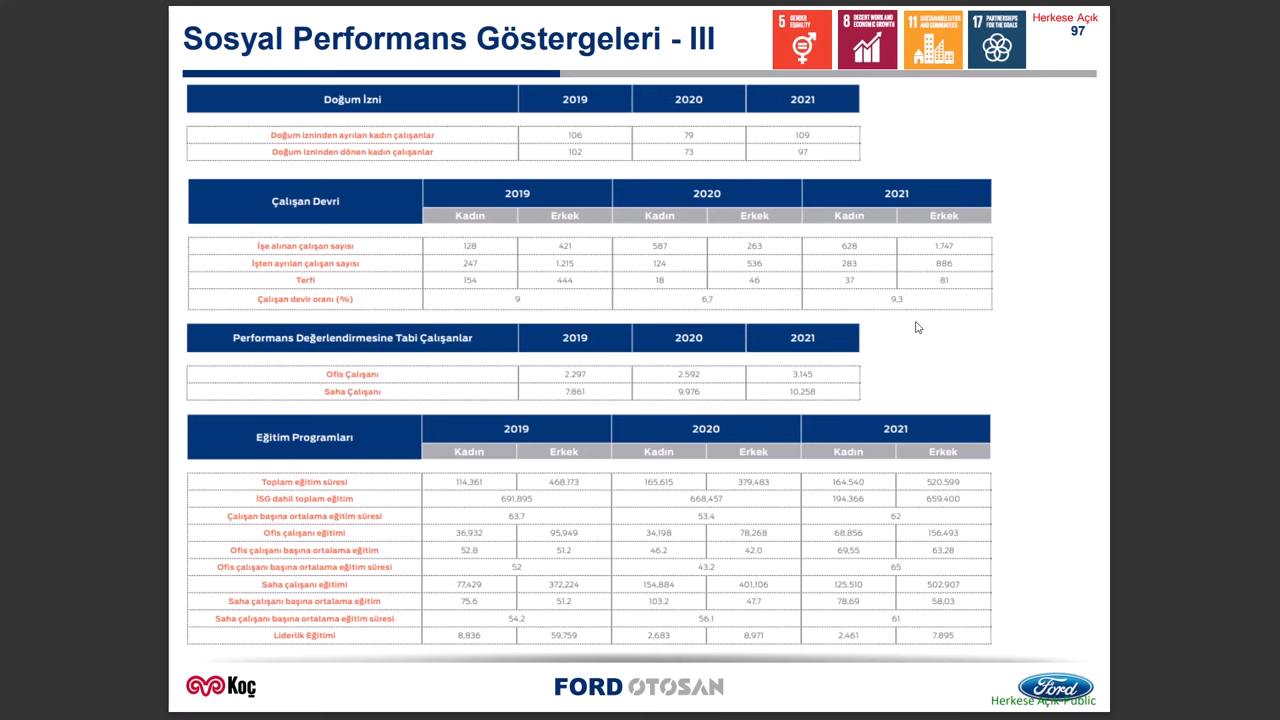 Sosyal Performans Göstergeleri - III
5 GENDER EQUALITY
8 DECENT WORK AND ECONOMIC GROWTH
11 SUSTAINABLE CITIES AND COMMUNITIES
17 PARTNERSHIPS FOR THE GOALS
Herkese Açık
97
Doğum İzni 2019 2020 2021
Doğum izninden ayrılan kadın çalışanlar 106 79 109
Doğum izninden dönen kadın çalışanlar 102 73 97
Çalışan Devri 2019 2020 2021
Kadın Erkek Kadın Erkek Kadın Erkek
İşe alınan çalışan sayısı 128 421 587 263 628 1.747
İşten ayrılan çalışan sayısı 247 1.215 124 536 283 886
Terfi 154 444 18 46 37 81
Çalışan devir oranı (%) 9 6,7 9,3
Performans Değerlendirmesine Tabi Çalışanlar 2019 2020 2021
Ofis Çalışanı 2.297 2.592 3.145
Saha Çalışanı 7.861 9.976 10.258
Eğitim Programları 2019 2020 2021
Kadın Erkek Kadın Erkek Kadın Erkek
Toplam eğitim süresi 114,361 468,173 165,615 379,483 164.540 520.599
İSG dahil toplam eğitim 691,895 668,457 194.366 659.400
Çalışan başına ortalama eğitim süresi 63.7 53.4 62
Ofis çalışanı eğitimi 36,932 95,949 34,198 78,268 68.856 156.493
Ofis çalışanı başına ortalama eğitim 52.8 51.2 46.2 42.0 69,55 63,28
Ofis çalışanı başına ortalama eğitim süresi 52 43.2 65
Saha çalışanı eğitimi 77,429 372,224 154,884 401,106 125.510 502.907
Saha çalışanı başına ortalama eğitim 75.6 51.2 103.2 47.7 78,69 58,03
Saha çalışanı başına ortalama eğitim süresi 54.2 56.1 61
Liderlik Eğitimi 8,836 59,759 2,683 8,971 2.461 7.895
Koç
FORD OTOSAN
Ford
Herkese Açık-Public